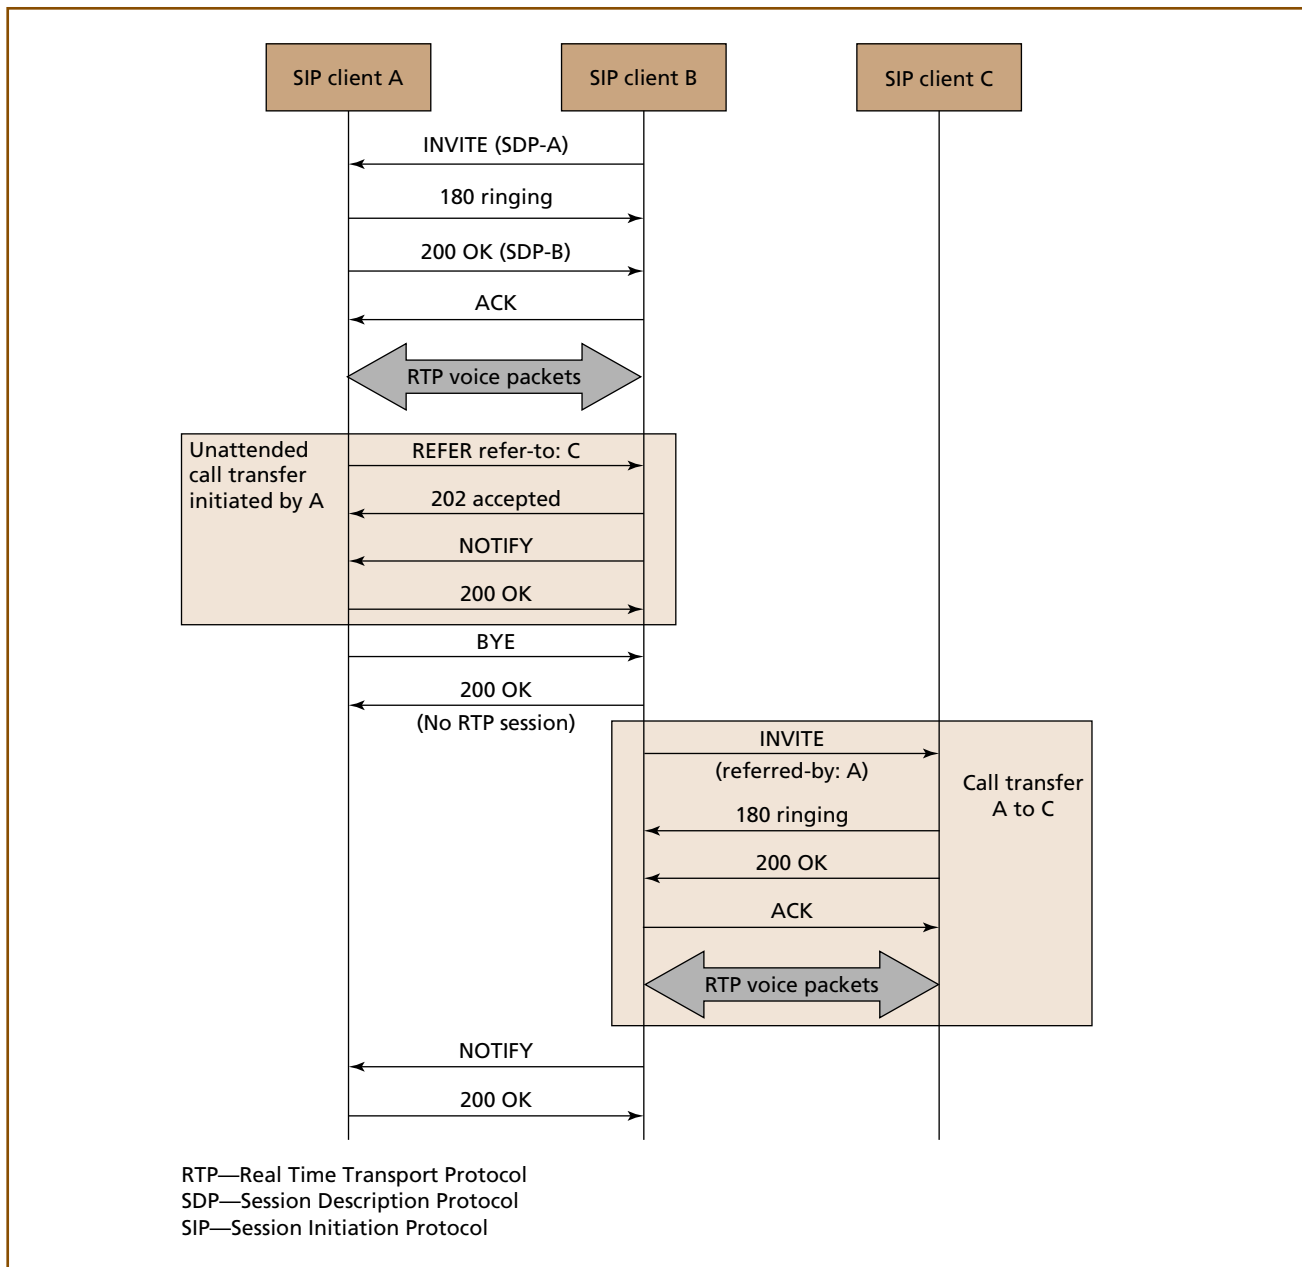 SIP client A
SIP client B
SIP client C
INVITE (SDP-A)
180 ringing
200 OK (SDP-B)
ACK
RTP voice packets
Unattended
call transfer
initiated by A
REFER refer-to: C
202 accepted
NOTIFY
200 OK
BYE
200 OK
(No RTP session)
INVITE
(referred-by: A)
Call transfer
A to C
180 ringing
200 OK
ACK
RTP voice packets
NOTIFY
200 OK
RTP—Real Time Transport Protocol
SDP—Session Description Protocol
SIP—Session Initiation Protocol